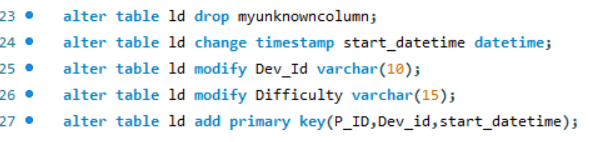 23 alter table ld drop myunknowncolumn;
24 alter table ld change timestamp start_datetime datetime;
25 alter table ld modify Dev_Id varchar(10);
26 alter table ld modify Difficulty varchar(15);
27 alter table ld add primary key(P_ID,Dev_id,start_datetime);